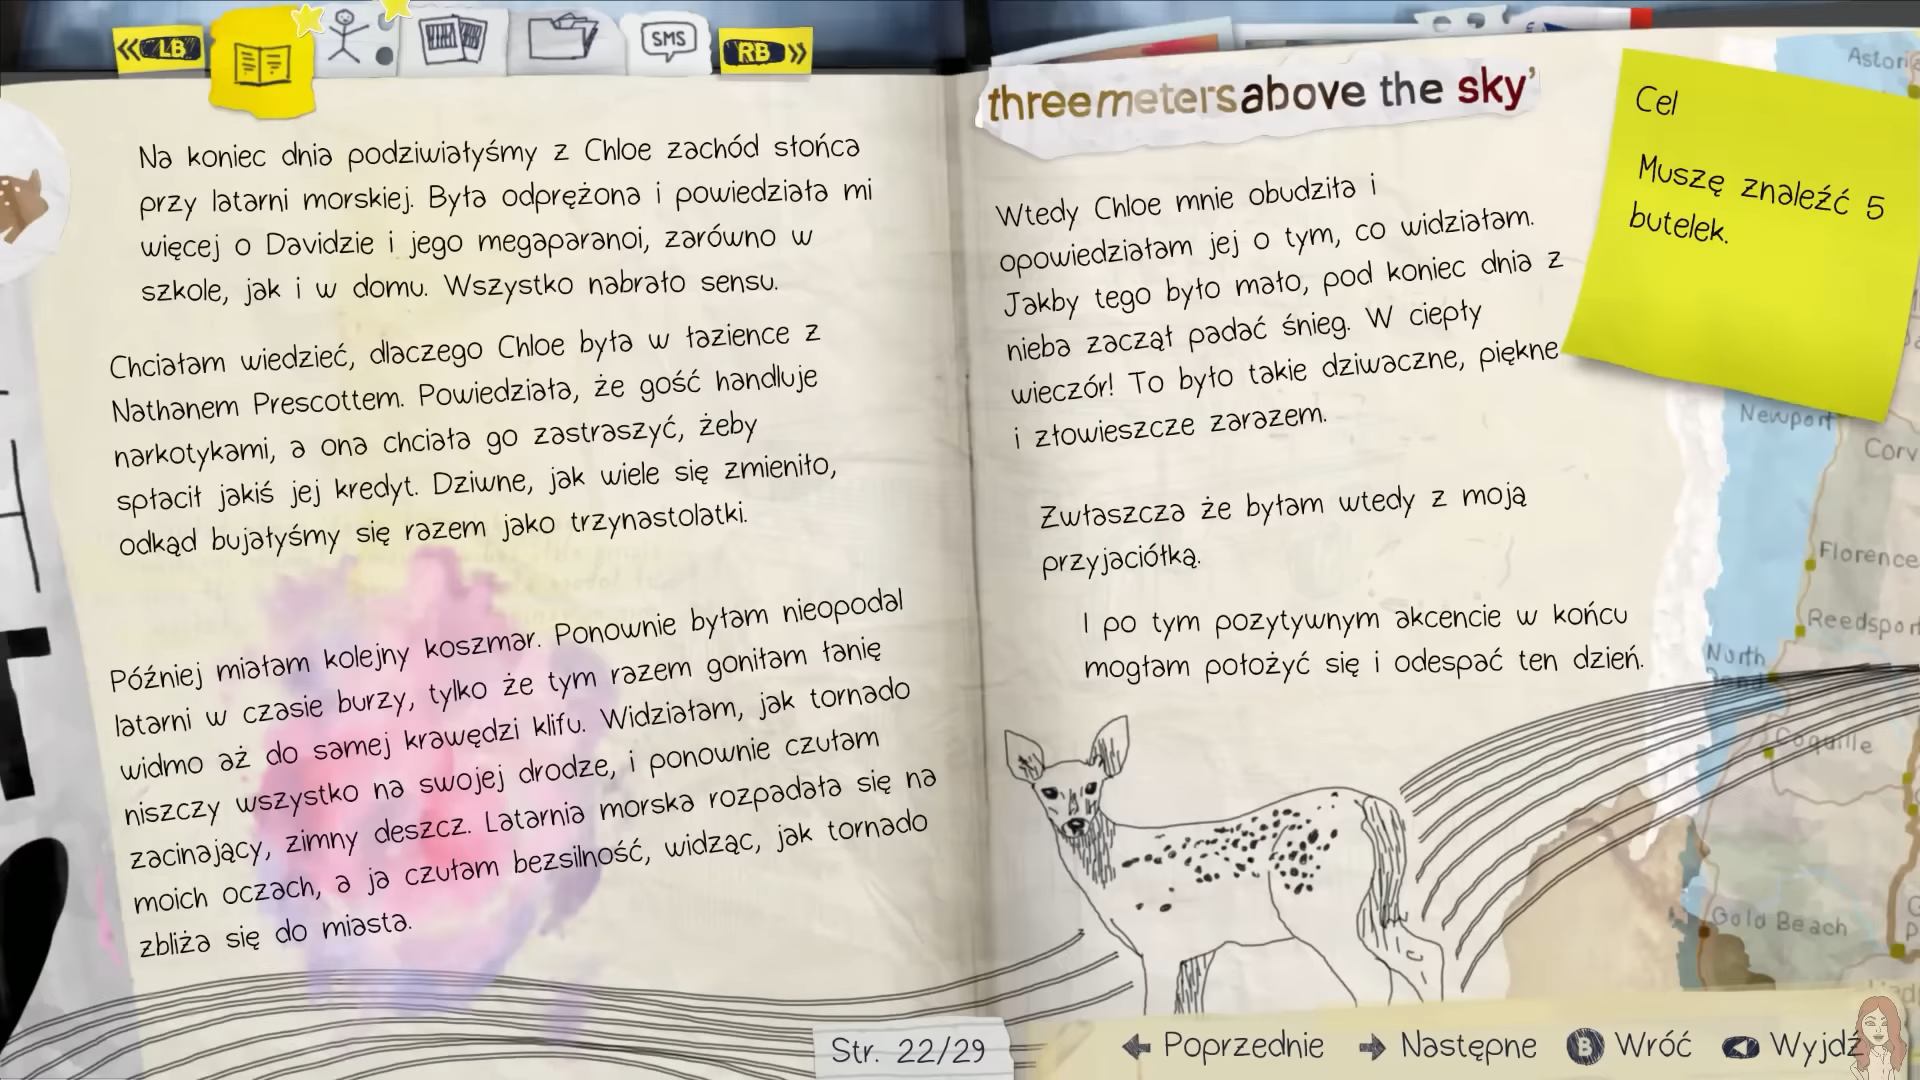 LB
SMS
RB
Na koniec dnia podziwiałyśmy z Chloe zachód słońca
przy latarni morskiej. Była odprężona i powiedziała mi
więcej o Davidzie i jego megaparanoi, zarówno w
szkole, jak i w domu. Wszystko nabrało sensu.
Chciałam wiedzieć, dlaczego Chloe była w łazience z
Nathanem Prescottem. Powiedziała, że gość handluje
narkotykami, a ona chciała go zastraszyć, żeby
spłacił jakiś jej kredyt. Dziwne, jak wiele się zmieniło,
odkąd bujałyśmy się razem jako trzynastolatki.
Później miałam kolejny koszmar. Ponownie byłam nieopodal
latarni w czasie burzy, tylko że tym razem goniłam łanię
widmo aż do samej krawędzi klifu. Widziałam, jak tornado
niszczy wszystko na swojej drodze, i ponownie czułam
zacinający, zimny deszcz. Latarnia morska rozpadała się na
moich oczach, a ja czułam bezsilność, widząc, jak tornado
zbliża się do miasta.
threemetersabove the sky'
Wtedy Chloe mnie obudziła i
opowiedziałam jej o tym, co widziałam.
Jakby tego było mało, pod koniec dnia z
nieba zaczął padać śnieg. W ciepły
wieczór! To było takie dziwaczne, piękne
i złowieszcze zarazem.
Zwłaszcza że byłam wtedy z moją
przyjaciółką.
I po tym pozytywnym akcencie w końcu
mogłam położyć się i odespać ten dzień.
Cel
Muszę znaleźć 5
butelek.
Astori
Newport
Corv
Florence
Reedspor
North
Bend
Coquille
Gold Beach
Str. 22/29
Poprzednie
Następne
B Wróć
Wyjdź